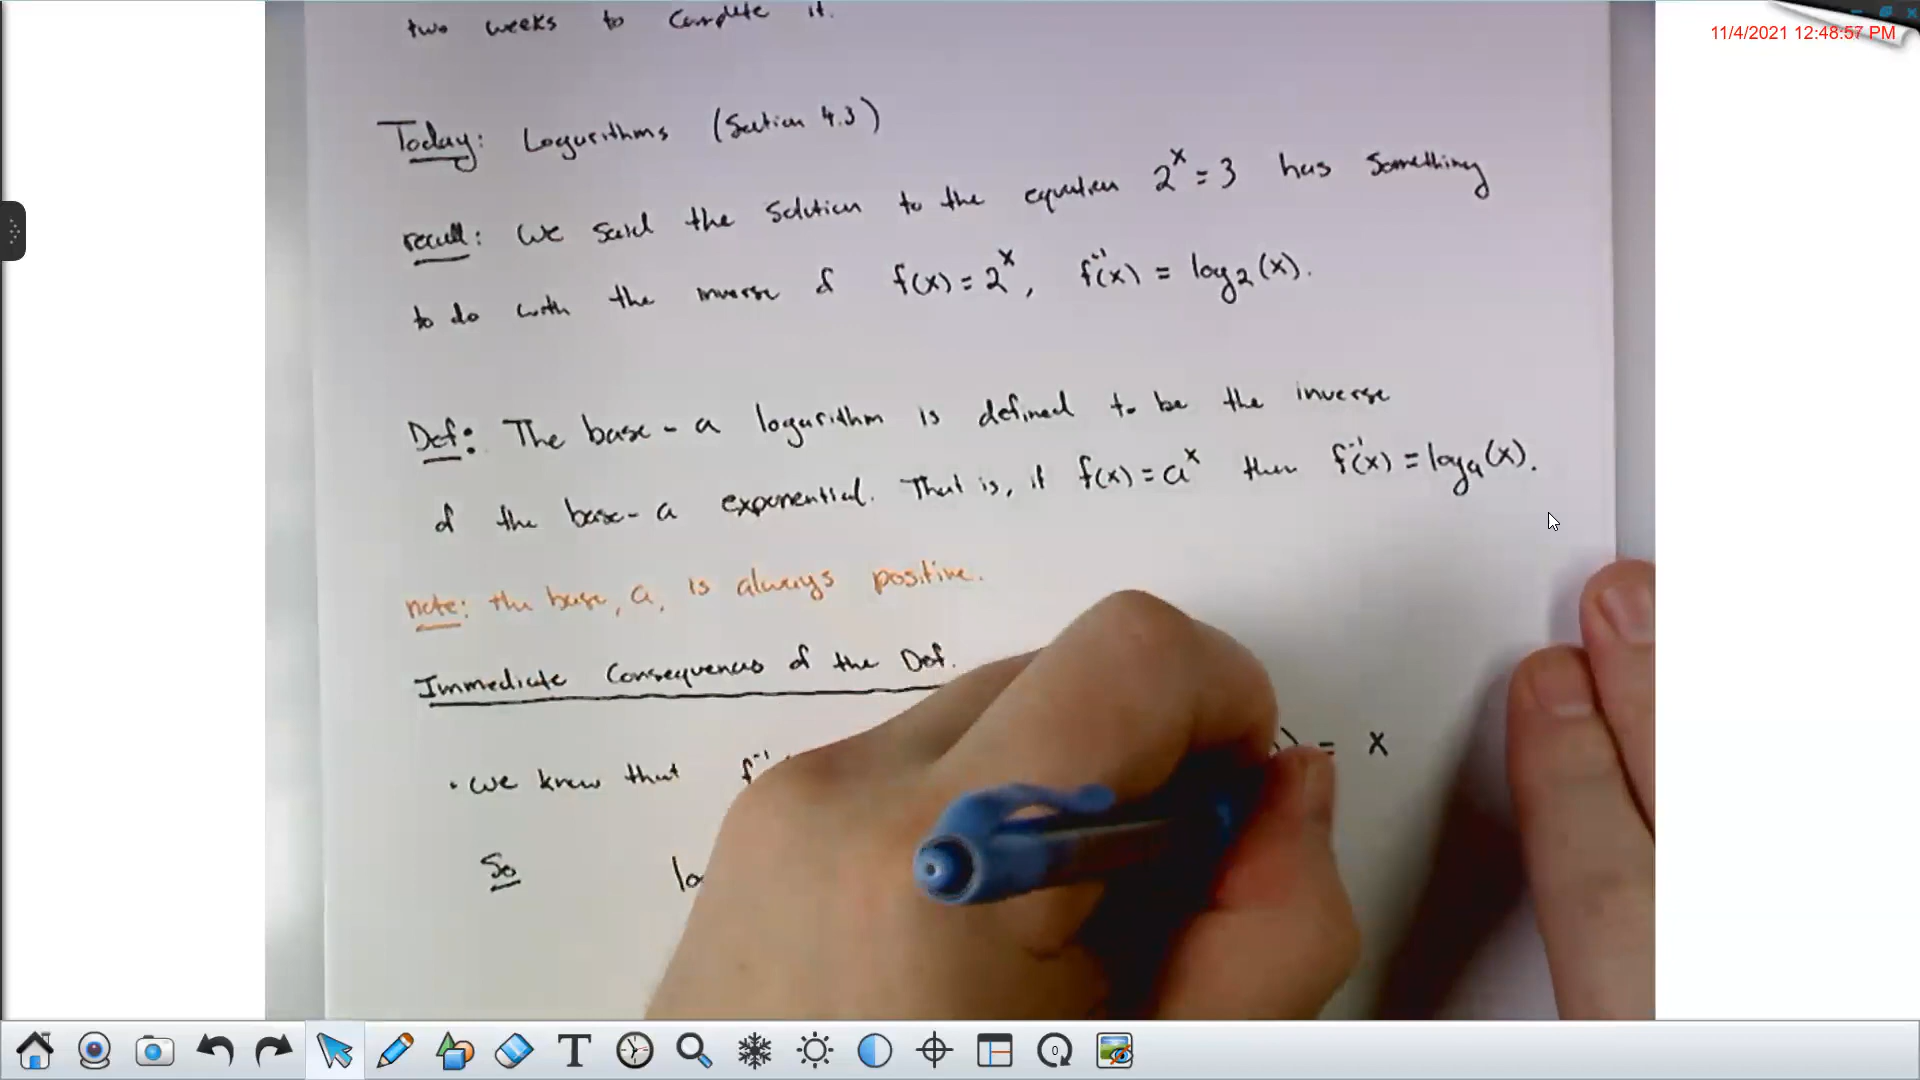 two weeks to complete it.
11/4/2021 12:48:57 PM
Today: Logarithms (Section 4.3)
recall: We said the solution to the equation 2^x = 3 has something
to do with the inverse of f(x) = 2^x, f^-1(x) = log_2(x).
Def: The base-a logarithm is defined to be the inverse
of the base-a exponential. That is, if f(x) = a^x then f^-1(x) = log_a(x).
note: the base, a, is always positive.
Immediate Consequences of the Def.
• We know that f^-1 ) = x
So lo
T
0